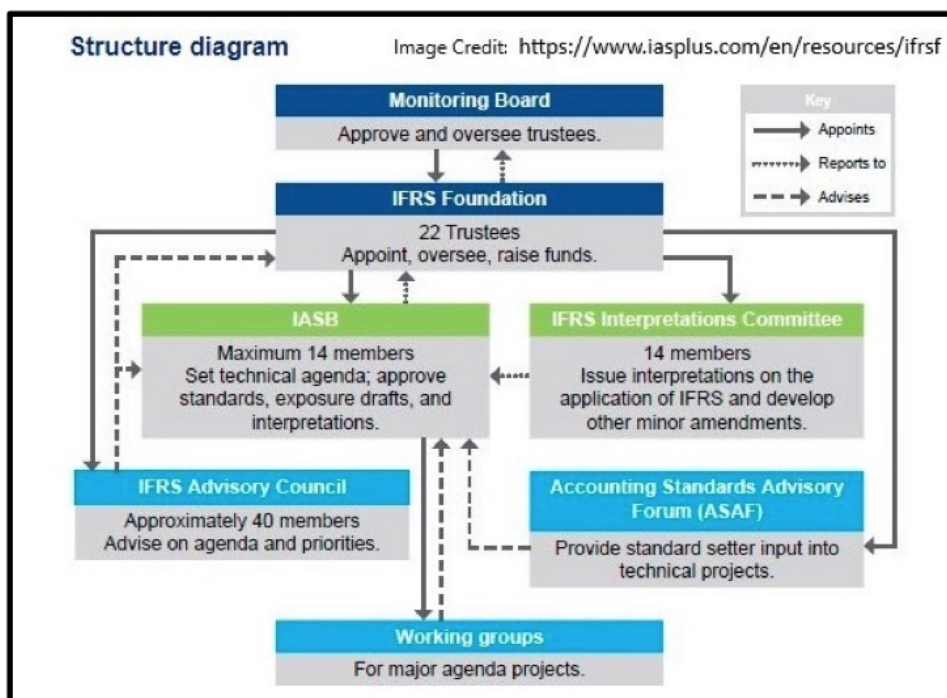 Structure diagram
Image Credit: https://www.iasplus.com/en/resources/ifrsf
Monitoring Board
Approve and oversee trustees.
Key
Appoints
Reports to
Advises
IFRS Foundation
22 Trustees
Appoint, oversee, raise funds.
IASB
Maximum 14 members
Set technical agenda; approve
standards, exposure drafts, and
interpretations.
IFRS Interpretations Committee
14 members
Issue interpretations on the
application of IFRS and develop
other minor amendments.
IFRS Advisory Council
Approximately 40 members
Advise on agenda and priorities.
Accounting Standards Advisory
Forum (ASAF)
Provide standard setter input into
technical projects.
Working groups
For major agenda projects.